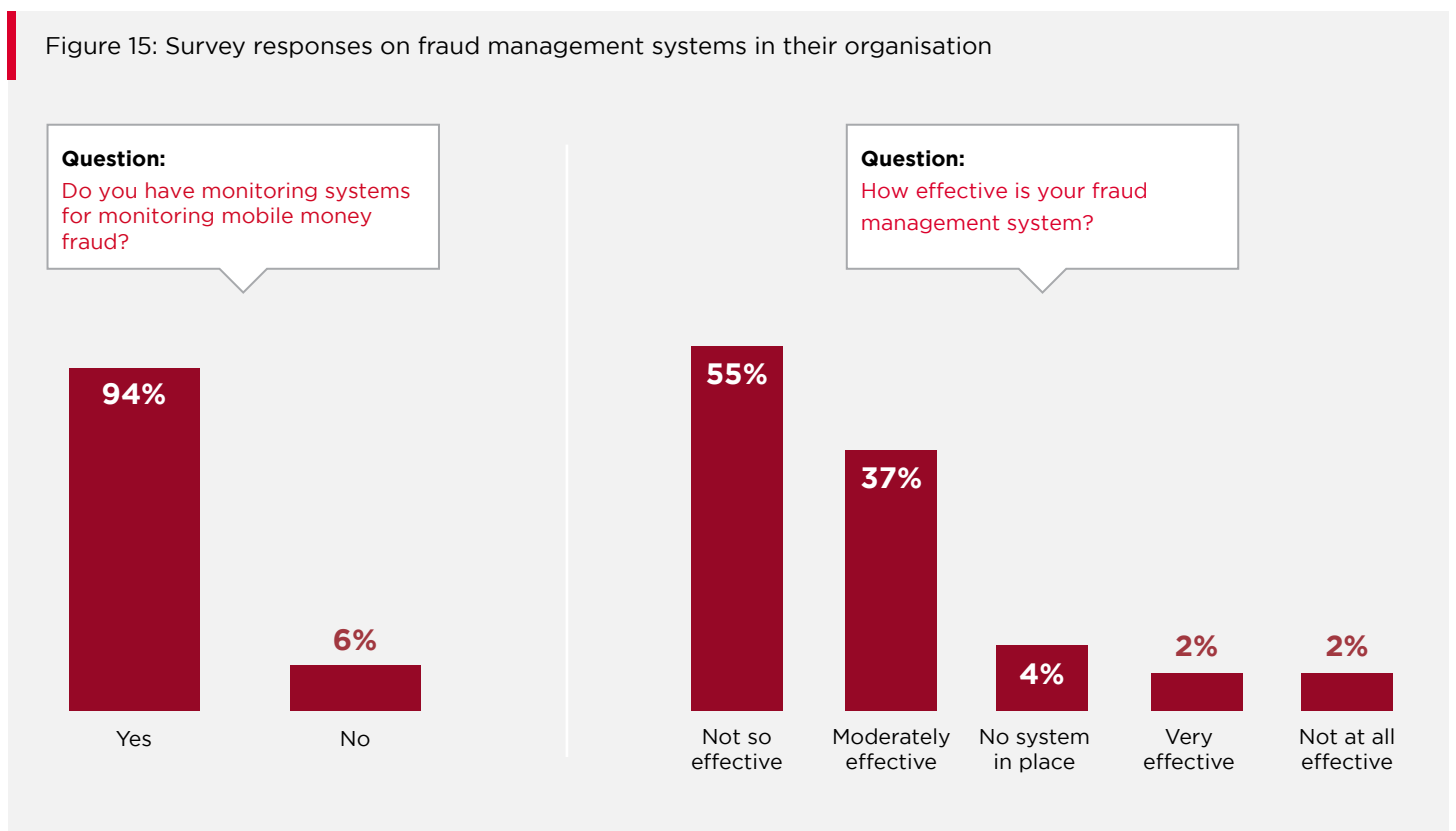 Figure 15: Survey responses on fraud management systems in their organisation
Question:
Do you have monitoring systems
for monitoring mobile money
fraud?
94%
6%
Yes
No
Question:
How effective is your fraud
management system?
55%
37%
4%
2%
2%
Not so
effective
Moderately
effective
No system
in place
Very
effective
Not at all
effective